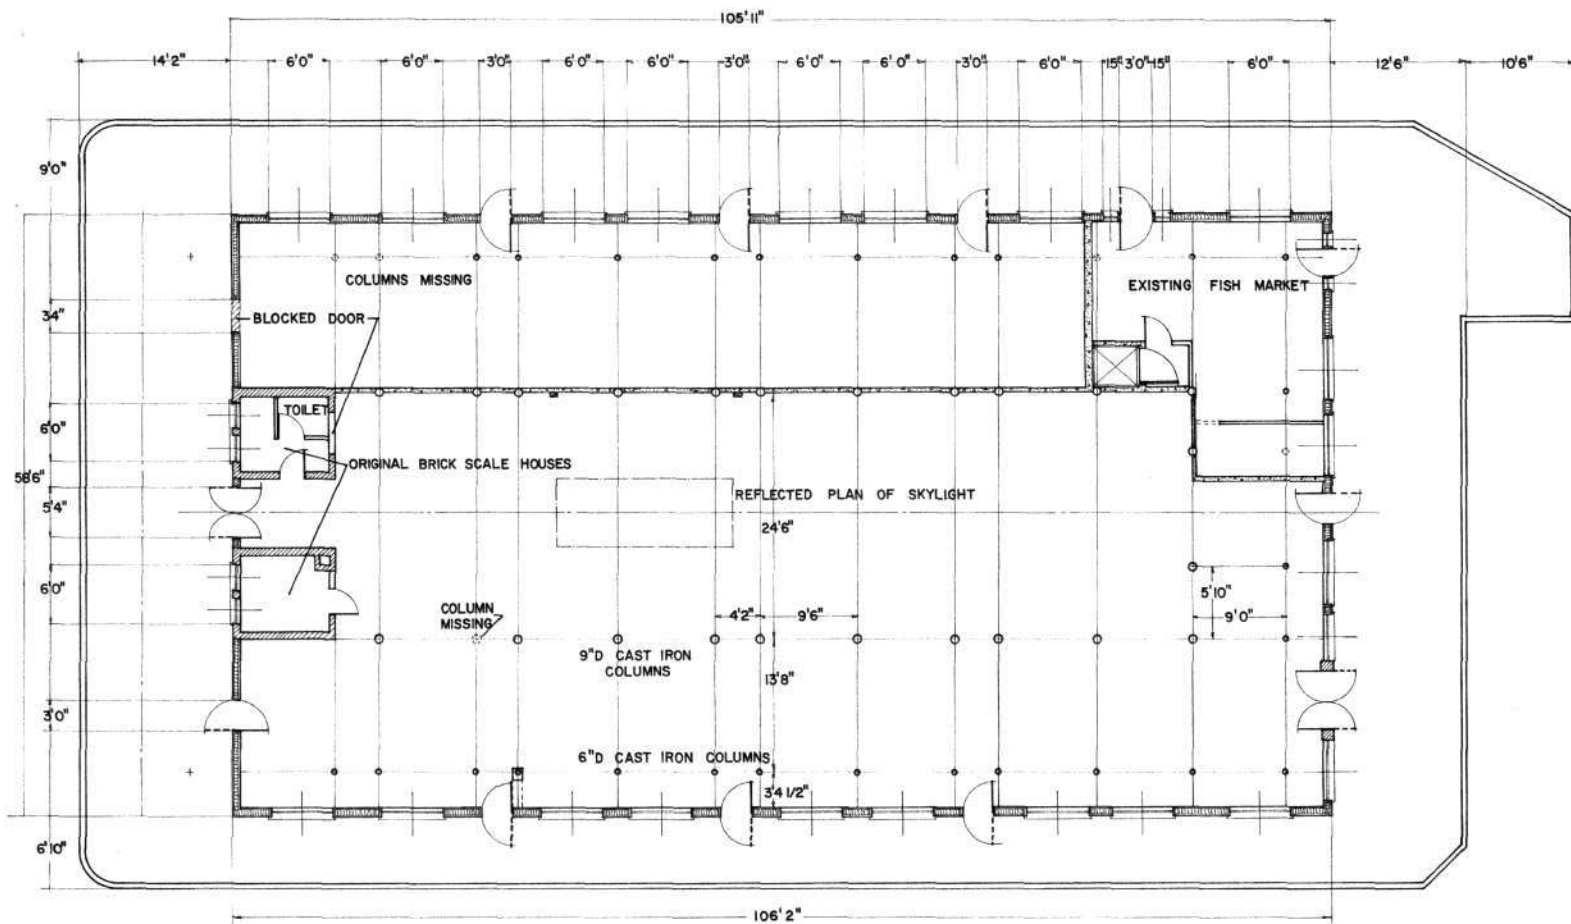 105'11"
14'2" 6'0" 6'0" 3'0" 6'0" 6'0" 3'0" 6'0" 6'0" 3'0" 6'0" 15" 3'0" 15" 6'0" 12'6" 10'6"
9'0"
COLUMNS MISSING
EXISTING FISH MARKET
34"
BLOCKED DOOR
TOILET
6'0"
ORIGINAL BRICK SCALE HOUSES
58'6"
REFLECTED PLAN OF SKYLIGHT
5'4"
24'6"
6'0"
5'10"
COLUMN
MISSING
4'2" 9'6"
9'0"
9"D CAST IRON
COLUMNS
13'8"
3'0"
6"D CAST IRON COLUMNS
3'4 1/2"
6'10"
106'2"